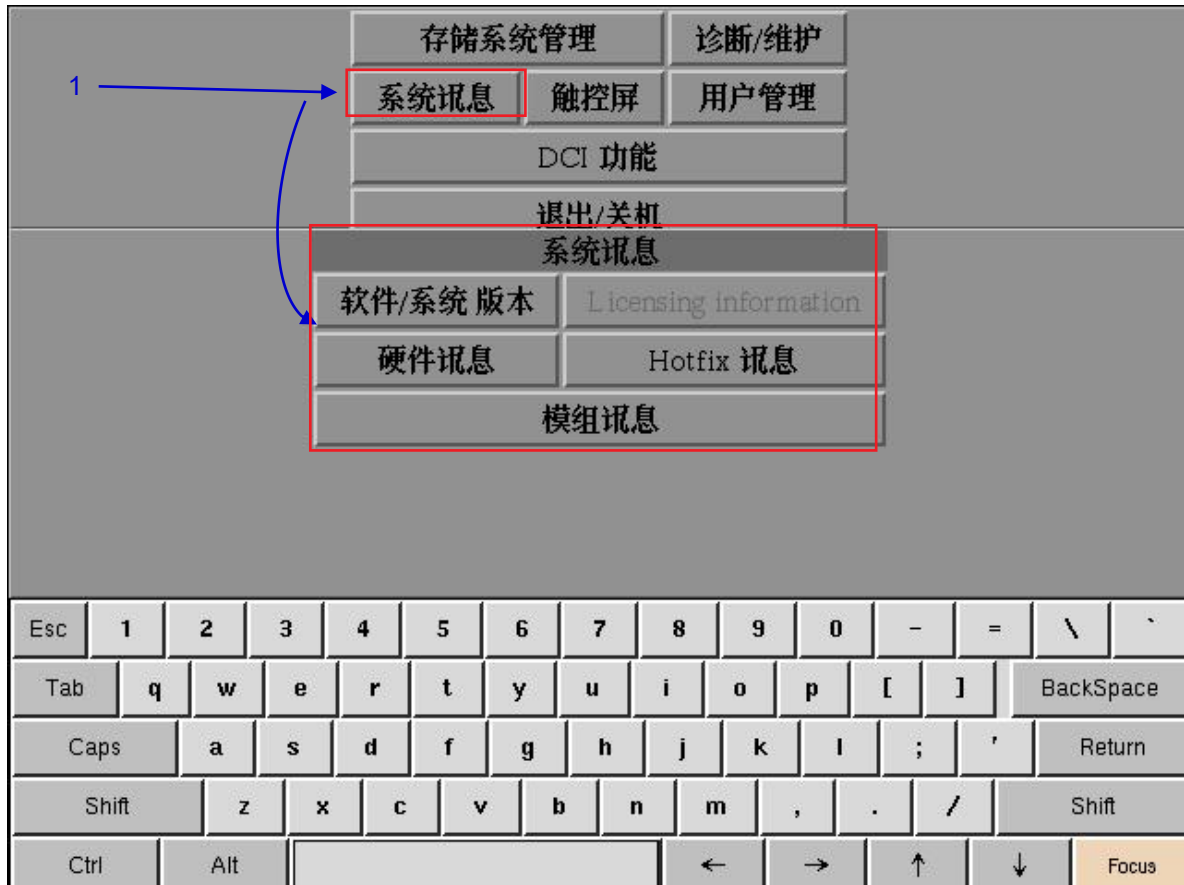 存储系统管理 诊断/维护
1 系统讯息 触控屏 用户管理
DCI 功能
退出/关机
系统讯息
软件/系统 版本 Licensing information
硬件讯息 Hotfix 讯息
模组讯息
Esc 1 2 3 4 5 6 7 8 9 0 - = \ `
Tab q w e r t y u i o p [ ] BackSpace
Caps a s d f g h j k l ; ' Return
Shift z x c v b n m , . / Shift
Ctrl Alt ← → ↑ ↓ Focus